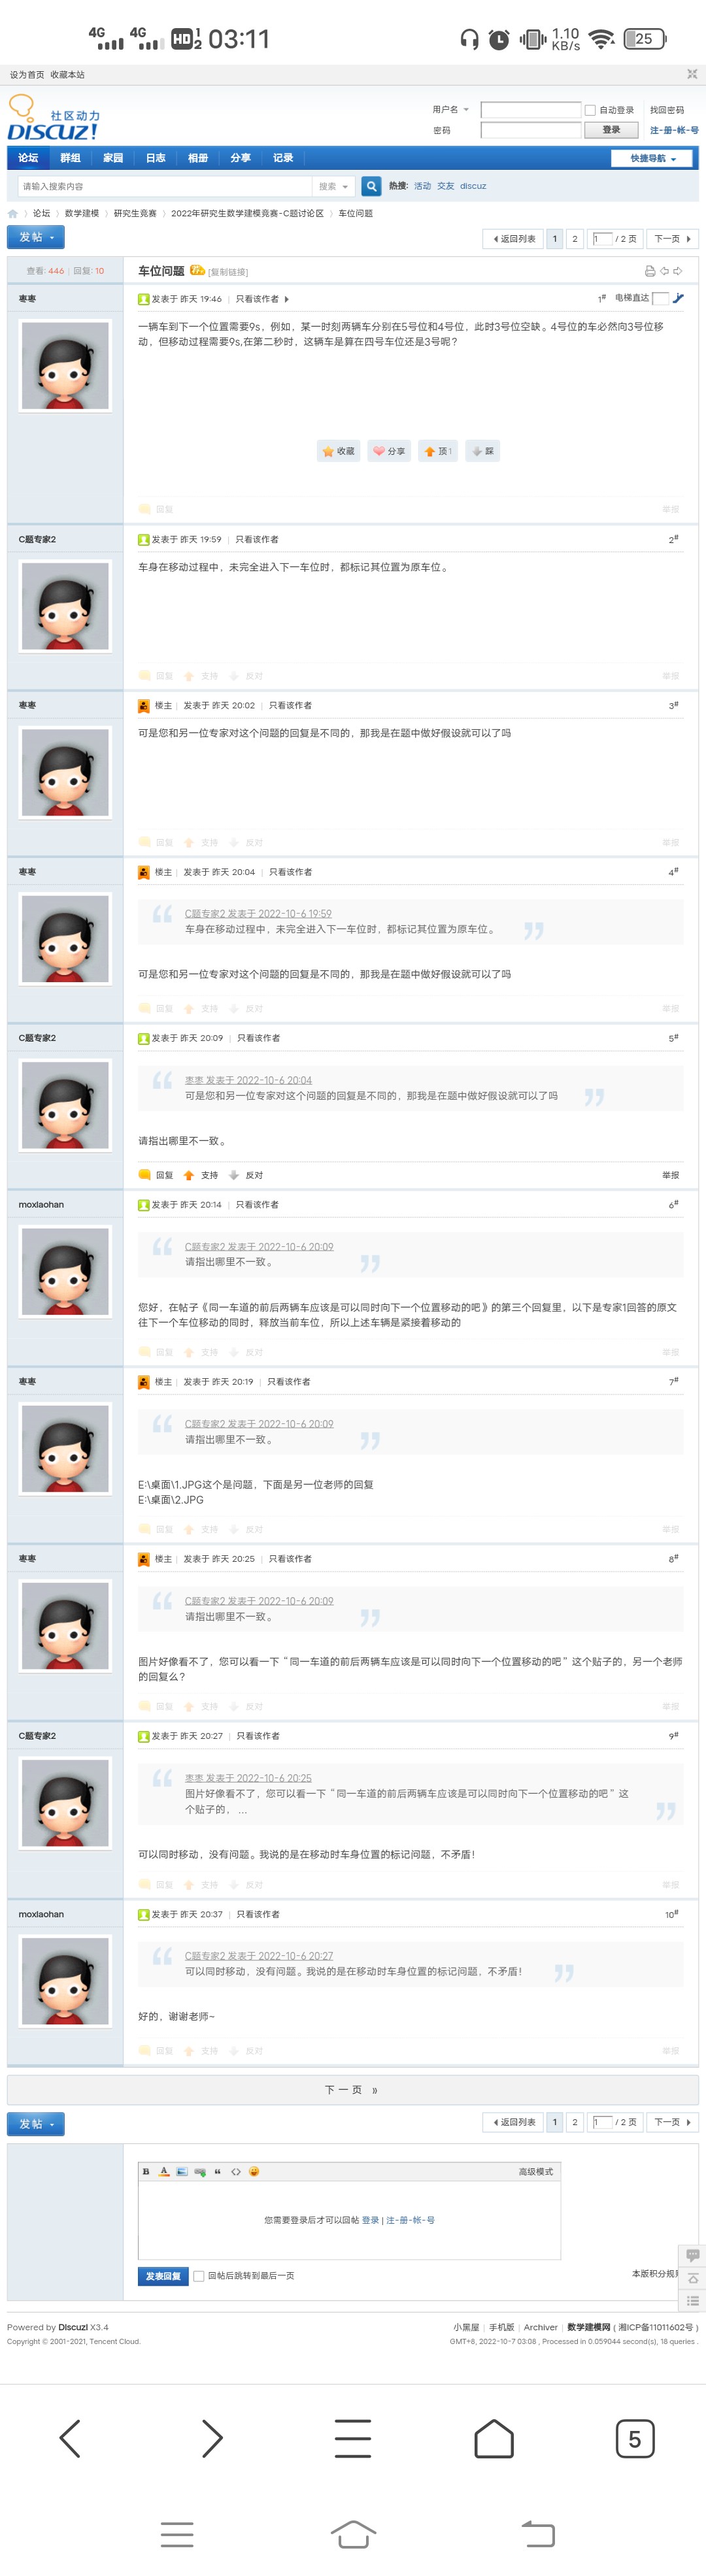 4G 4G HD 1 2 03:11 1.10 KB/s 25
设为首页 收藏本站
社区动力
DISCUZ!
用户名 自动登录 找回密码
密码 登录 注-册-帐-号
论坛 群组 家园 日志 相册 分享 记录 快捷导航
请输入搜索内容 搜索 热搜: 活动 交友 discuz
论坛 数学建模 研究生竞赛 2022年研究生数学建模竞赛-C题讨论区 车位问题
发帖 返回列表 1 2 1 / 2 页 下一页
查看: 446 | 回复: 10 车位问题 [复制链接]
枣枣 发表于 昨天 19:46 | 只看该作者 1# 电梯直达
一辆车到下一个位置需要9s，例如，某一时刻两辆车分别在5号位和4号位，此时3号位空缺。4号位的车必然向3号位移
动，但移动过程需要9s,在第二秒时，这辆车是算在四号车位还是3号呢？
收藏 分享 顶 1 踩
回复 举报
C题专家2 发表于 昨天 19:59 | 只看该作者 2#
车身在移动过程中，未完全进入下一车位时，都标记其位置为原车位。
回复 支持 反对 举报
枣枣 楼主 | 发表于 昨天 20:02 | 只看该作者 3#
可是您和另一位专家对这个问题的回复是不同的，那我是在题中做好假设就可以了吗
回复 支持 反对 举报
枣枣 楼主 | 发表于 昨天 20:04 | 只看该作者 4#
C题专家2 发表于 2022-10-6 19:59
车身在移动过程中，未完全进入下一车位时，都标记其位置为原车位。
可是您和另一位专家对这个问题的回复是不同的，那我是在题中做好假设就可以了吗
回复 支持 反对 举报
C题专家2 发表于 昨天 20:09 | 只看该作者 5#
枣枣 发表于 2022-10-6 20:04
可是您和另一位专家对这个问题的回复是不同的，那我是在题中做好假设就可以了吗
请指出哪里不一致。
回复 支持 反对 举报
moxiaohan 发表于 昨天 20:14 | 只看该作者 6#
C题专家2 发表于 2022-10-6 20:09
请指出哪里不一致。
您好，在帖子《同一车道的前后两辆车应该是可以同时向下一个位置移动的吧》的第三个回复里，以下是专家1回答的原文
往下一个车位移动的同时，释放当前车位，所以上述车辆是紧接着移动的
回复 支持 反对 举报
枣枣 楼主 | 发表于 昨天 20:19 | 只看该作者 7#
C题专家2 发表于 2022-10-6 20:09
请指出哪里不一致。
E:\桌面\1.JPG这个是问题，下面是另一位老师的回复
E:\桌面\2.JPG
回复 支持 反对 举报
枣枣 楼主 | 发表于 昨天 20:25 | 只看该作者 8#
C题专家2 发表于 2022-10-6 20:09
请指出哪里不一致。
图片好像看不了，您可以看一下“同一车道的前后两辆车应该是可以同时向下一个位置移动的吧”这个贴子的，另一个老师
的回复么？
回复 支持 反对 举报
C题专家2 发表于 昨天 20:27 | 只看该作者 9#
枣枣 发表于 2022-10-6 20:25
图片好像看不了，您可以看一下“同一车道的前后两辆车应该是可以同时向下一个位置移动的吧”这
个贴子的， ...
可以同时移动，没有问题。我说的是在移动时车身位置的标记问题，不矛盾！
回复 支持 反对 举报
moxiaohan 发表于 昨天 20:37 | 只看该作者 10#
C题专家2 发表于 2022-10-6 20:27
可以同时移动，没有问题。我说的是在移动时车身位置的标记问题，不矛盾！
好的，谢谢老师~
回复 支持 反对 举报
下一页 »
发帖 返回列表 1 2 1 / 2 页 下一页
B A “ <> 高级模式
您需要登录后才可以回帖 登录 | 注-册-帐-号
发表回复 回帖后跳转到最后一页 本版积分规则
Powered by Discuz! X3.4 小黑屋 | 手机版 | Archiver | 数学建模网 ( 湘ICP备11011602号 )
Copyright © 2001-2021, Tencent Cloud. GMT+8, 2022-10-7 03:08 , Processed in 0.059044 second(s), 18 queries .
5